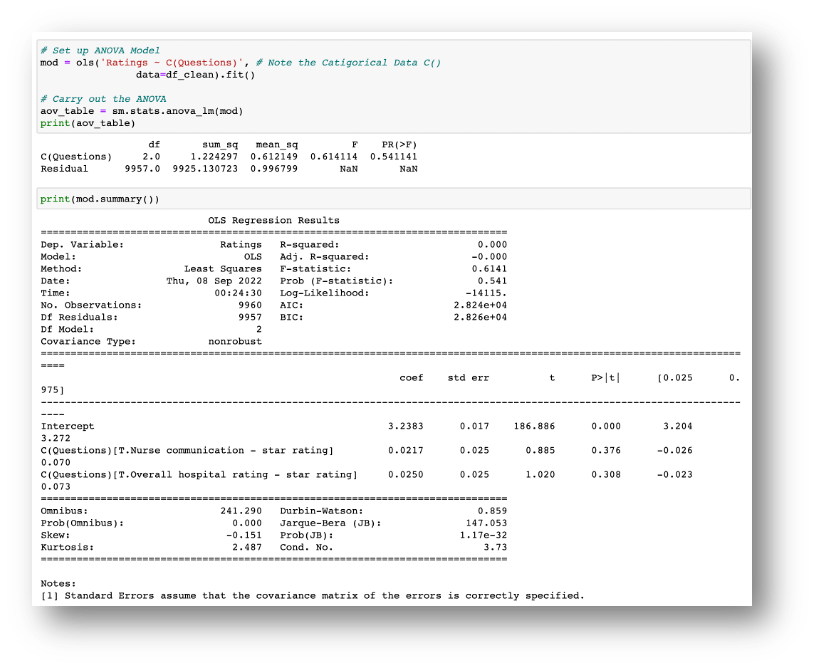 # Set up ANOVA Model
mod = ols('Ratings ~ C(Questions)', # Note the Catigorical Data C()
data=df_clean).fit()
# Carry out the ANOVA
aov_table = sm.stats.anova_lm(mod)
print(aov_table)
df sum_sq mean_sq F PR(>F)
C(Questions) 2.0 1.224297 0.612149 0.614114 0.541141
Residual 9957.0 9925.130723 0.996799 NaN NaN
print(mod.summary())
OLS Regression Results
==============================================================================
Dep. Variable: Ratings R-squared: 0.000
Model: OLS Adj. R-squared: -0.000
Method: Least Squares F-statistic: 0.6141
Date: Thu, 08 Sep 2022 Prob (F-statistic): 0.541
Time: 00:24:30 Log-Likelihood: -14115.
No. Observations: 9960 AIC: 2.824e+04
Df Residuals: 9957 BIC: 2.826e+04
Df Model: 2
Covariance Type: nonrobust
=====================================================================================================================
====
coef std err t P>|t| [0.025 0.
975]
---------------------------------------------------------------------------------------------------------------------
----
Intercept 3.2383 0.017 186.886 0.000 3.204
3.272
C(Questions)[T.Nurse communication - star rating] 0.0217 0.025 0.885 0.376 -0.026
0.070
C(Questions)[T.Overall hospital rating - star rating] 0.0250 0.025 1.020 0.308 -0.023
0.073
==============================================================================
Omnibus: 241.290 Durbin-Watson: 0.859
Prob(Omnibus): 0.000 Jarque-Bera (JB): 147.053
Skew: -0.151 Prob(JB): 1.17e-32
Kurtosis: 2.487 Cond. No. 3.73
==============================================================================
Notes:
[1] Standard Errors assume that the covariance matrix of the errors is correctly specified.